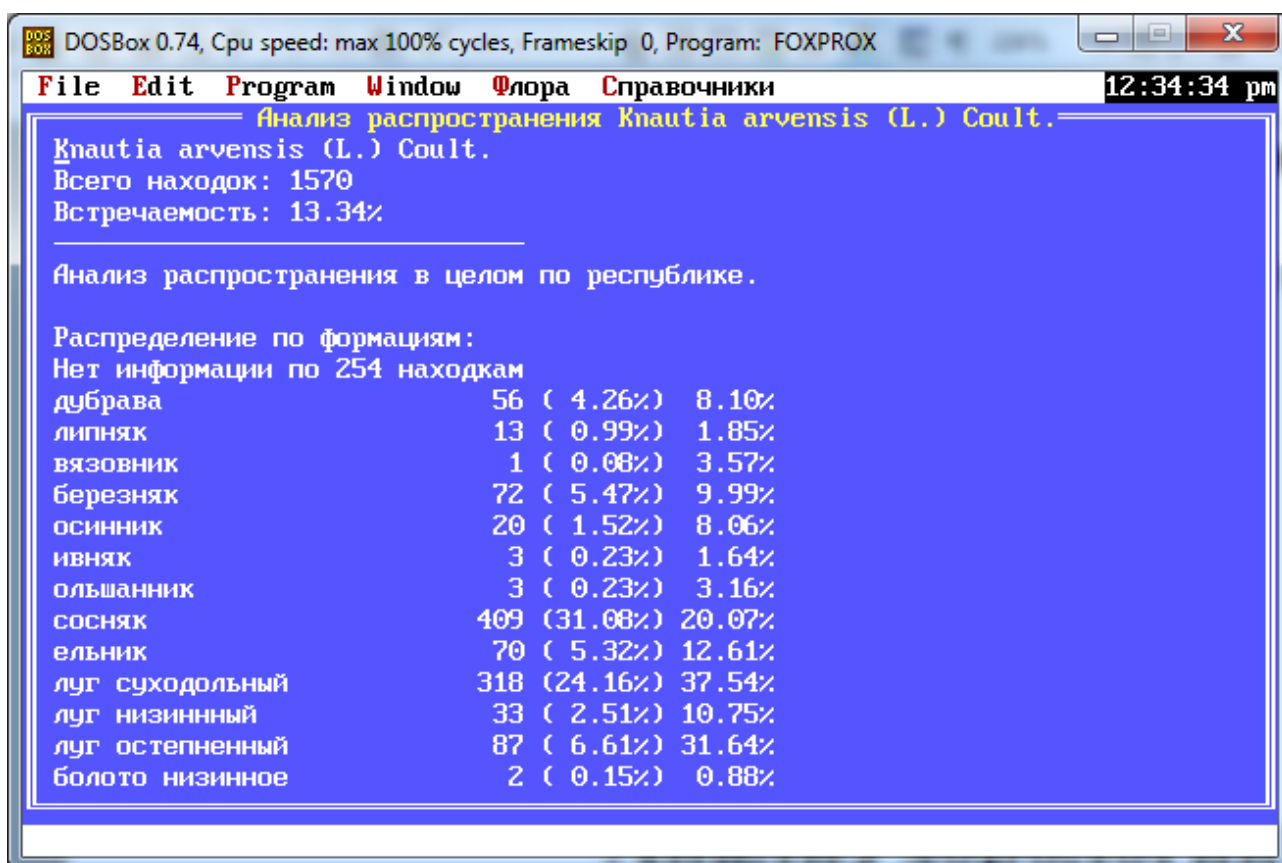 DOSBox 0.74, Cpu speed: max 100% cycles, Frameskip 0, Program: FOXPROX
File Edit Program Window Флора Справочники 12:34:34 pm
Анализ распространения Knautia arvensis (L.) Coult.
Knautia arvensis (L.) Coult.
Всего находок: 1570
Встречаемость: 13.34%
Анализ распространения в целом по республике.
Распределение по формациям:
Нет информации по 254 находкам
дубрава 56 ( 4.26%) 8.10%
липняк 13 ( 0.99%) 1.85%
вязовник 1 ( 0.08%) 3.57%
березняк 72 ( 5.47%) 9.99%
осинник 20 ( 1.52%) 8.06%
ивняк 3 ( 0.23%) 1.64%
ольшанник 3 ( 0.23%) 3.16%
сосняк 409 (31.08%) 20.07%
ельник 70 ( 5.32%) 12.61%
луг суходольный 318 (24.16%) 37.54%
луг низиннный 33 ( 2.51%) 10.75%
луг остепненный 87 ( 6.61%) 31.64%
болото низинное 2 ( 0.15%) 0.88%